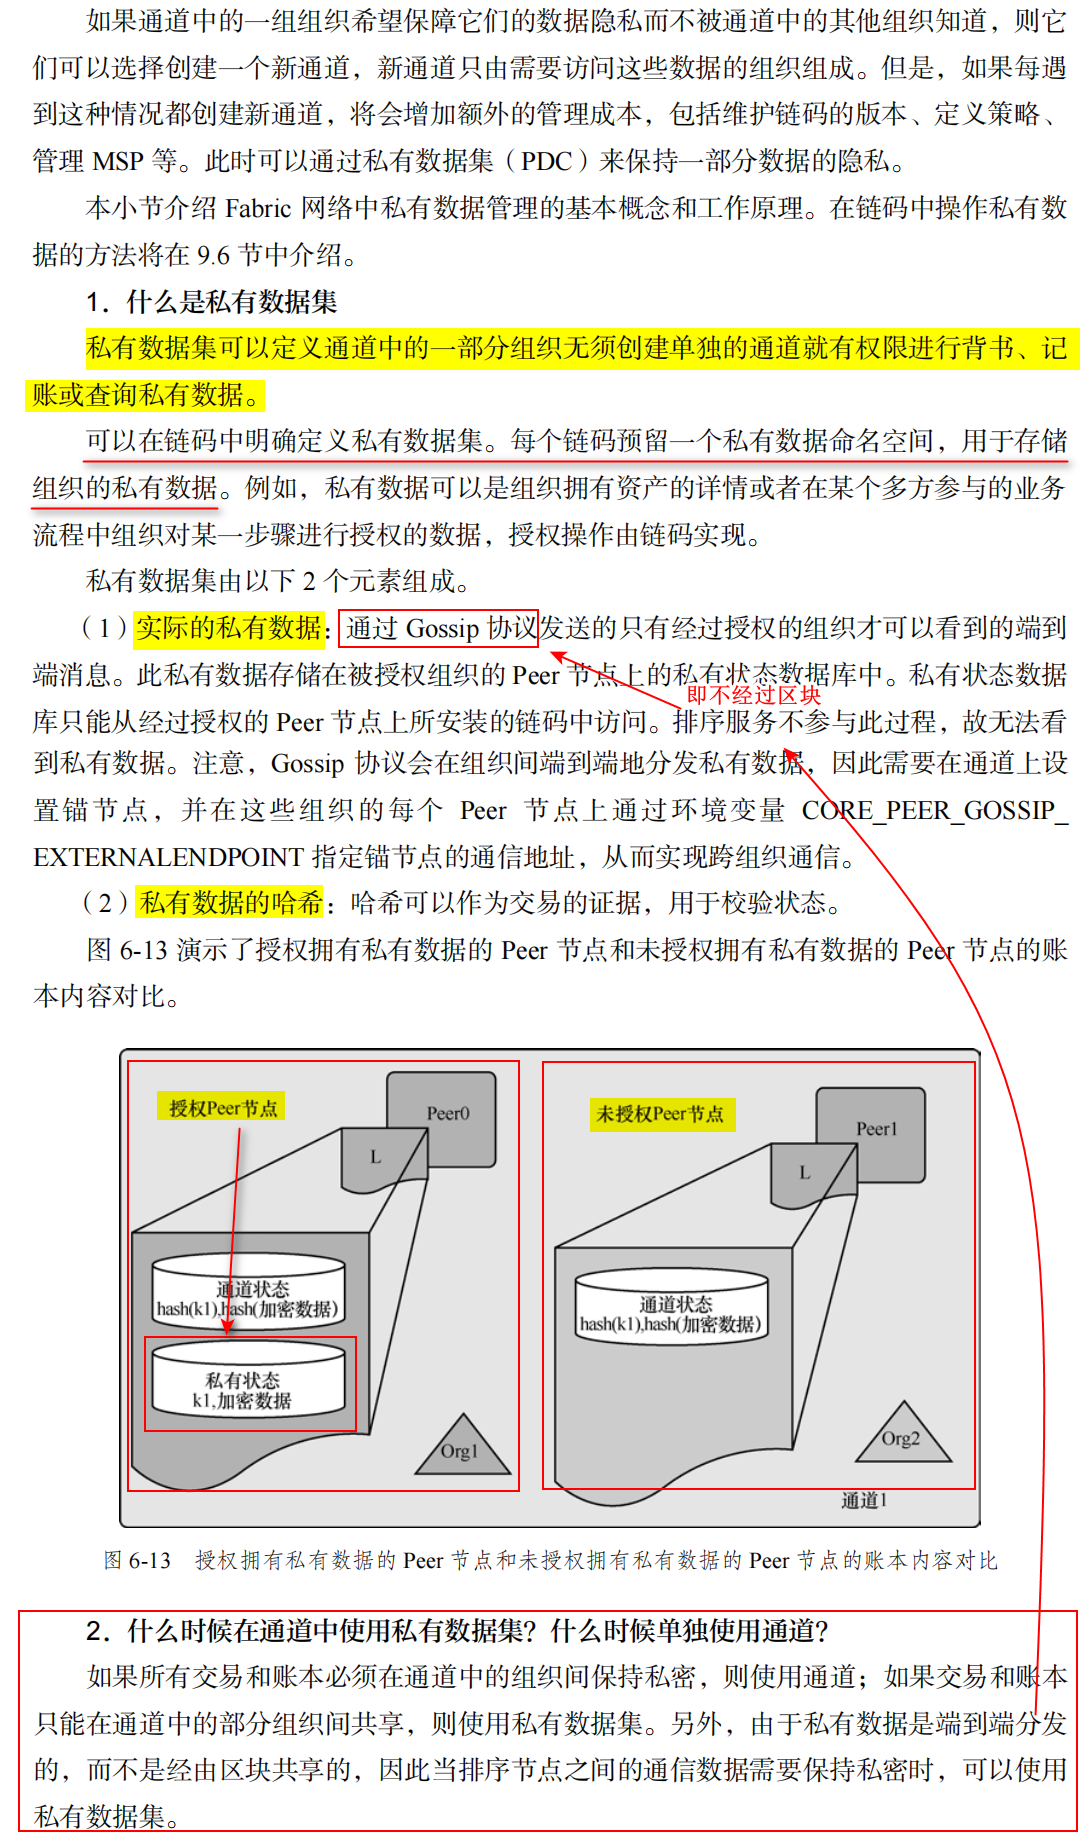 如果通道中的一组组织希望保障它们的数据隐私而不被通道中的其他组织知道，则它
们可以选择创建一个新通道，新通道只由需要访问这些数据的组织组成。但是，如果每遇
到这种情况都创建新通道，将会增加额外的管理成本，包括维护链码的版本、定义策略、
管理 MSP 等。此时可以通过私有数据集（PDC）来保持一部分数据的隐私。
本小节介绍 Fabric 网络中私有数据管理的基本概念和工作原理。在链码中操作私有数
据的方法将在 9.6 节中介绍。
1．什么是私有数据集
私有数据集可以定义通道中的一部分组织无须创建单独的通道就有权限进行背书、记
账或查询私有数据。
可以在链码中明确定义私有数据集。每个链码预留一个私有数据命名空间，用于存储
组织的私有数据。例如，私有数据可以是组织拥有资产的详情或者在某个多方参与的业务
流程中组织对某一步骤进行授权的数据，授权操作由链码实现。
私有数据集由以下 2 个元素组成。
（1）实际的私有数据：通过 Gossip 协议发送的只有经过授权的组织才可以看到的端到
端消息。此私有数据存储在被授权组织的 Peer 节点上的私有状态数据库中。私有状态数据
即不经过区块
库只能从经过授权的 Peer 节点上所安装的链码中访问。排序服务不参与此过程，故无法看
到私有数据。注意，Gossip 协议会在组织间端到端地分发私有数据，因此需要在通道上设
置锚节点，并在这些组织的每个 Peer 节点上通过环境变量 CORE_PEER_GOSSIP_
EXTERNALENDPOINT 指定锚节点的通信地址，从而实现跨组织通信。
（2）私有数据的哈希：哈希可以作为交易的证据，用于校验状态。
图 6-13 演示了授权拥有私有数据的 Peer 节点和未授权拥有私有数据的 Peer 节点的账
本内容对比。
授权Peer节点
Peer0
L
通道状态
hash(k1),hash(加密数据)
私有状态
k1,加密数据
Org1
未授权Peer节点
Peer1
L
通道状态
hash(k1),hash(加密数据)
Org2
通道1
图 6-13 授权拥有私有数据的 Peer 节点和未授权拥有私有数据的 Peer 节点的账本内容对比
2．什么时候在通道中使用私有数据集？什么时候单独使用通道？
如果所有交易和账本必须在通道中的组织间保持私密，则使用通道；如果交易和账本
只能在通道中的部分组织间共享，则使用私有数据集。另外，由于私有数据是端到端分发
的，而不是经由区块共享的，因此当排序节点之间的通信数据需要保持私密时，可以使用
私有数据集。